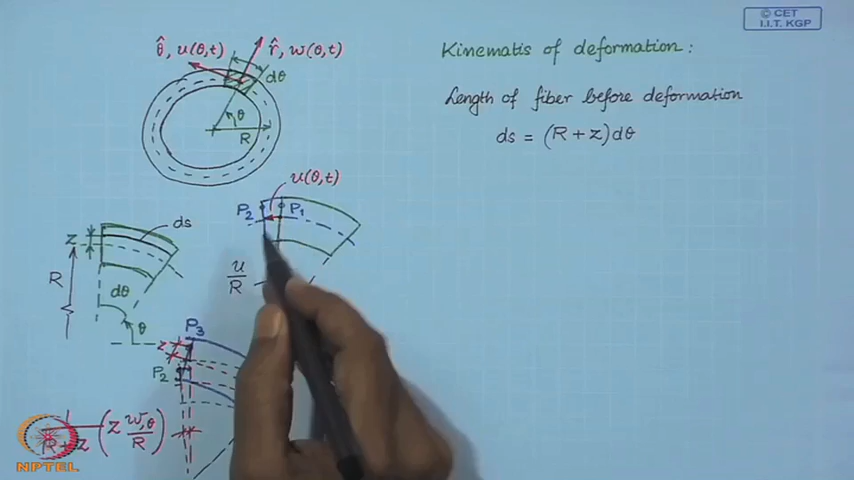 © CET
I.I.T. KGP
θ̂, u(θ,t)
r̂, w(θ,t)
dθ
θ
R
Kinematis of deformation:
Length of fiber before deformation
ds = (R + z) dθ
u(θ,t)
P₂
P₁
ds
z
R
dθ
θ
u/R
P₃
z
P₂
(z w,θ/R)
NPTEL